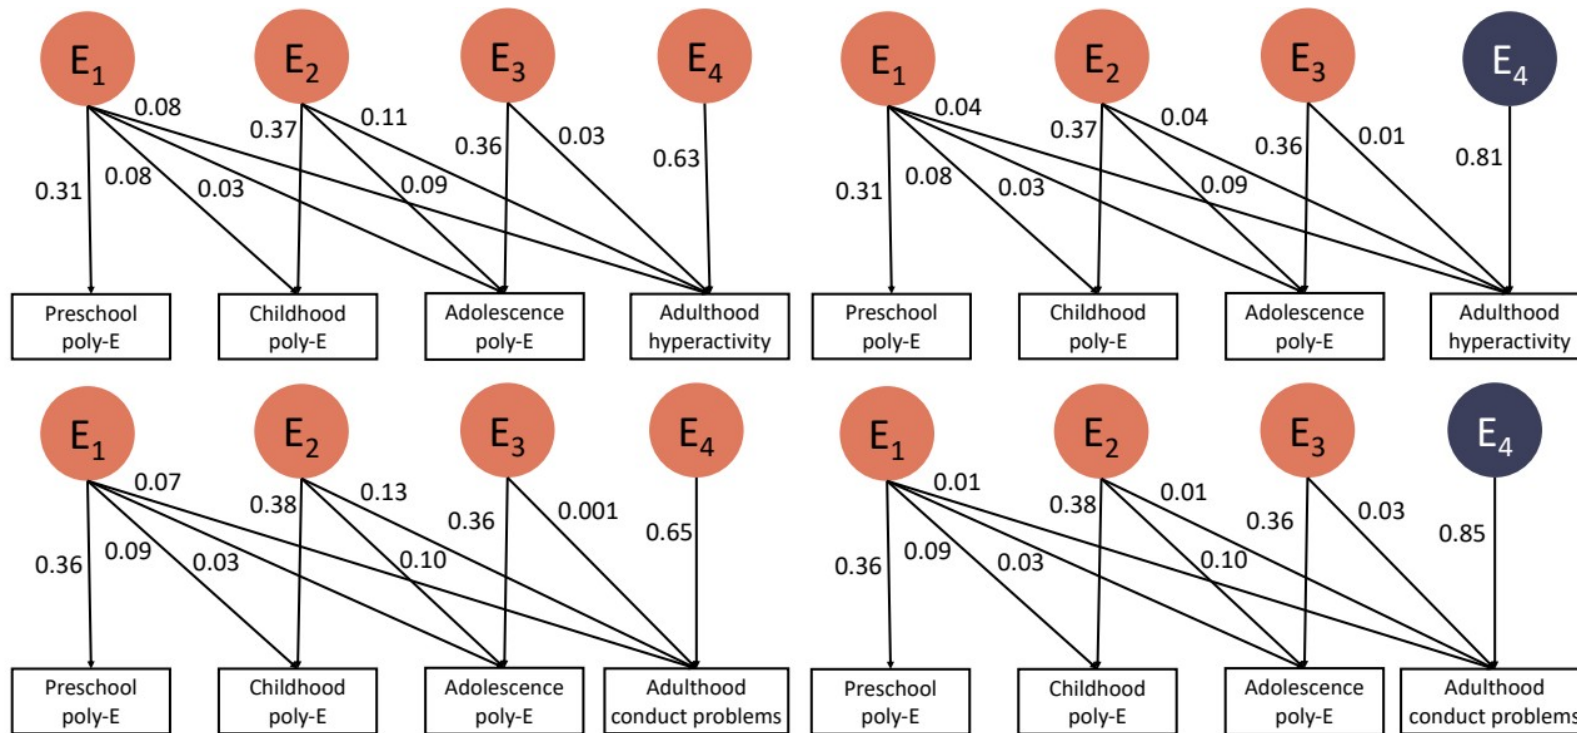 E1 E2 E3 E4 E1 E2 E3 E4
0.08 0.11 0.03 0.04 0.04 0.01
0.37 0.36 0.63 0.37 0.36 0.81
0.31 0.08 0.03 0.09 0.31 0.08 0.03 0.09
Preschool Childhood Adolescence Adulthood Preschool Childhood Adolescence Adulthood
poly-E poly-E poly-E hyperactivity poly-E poly-E poly-E hyperactivity
E1 E2 E3 E4 E1 E2 E3 E4
0.07 0.13 0.001 0.01 0.01 0.03
0.38 0.36 0.65 0.38 0.36 0.85
0.36 0.09 0.03 0.10 0.36 0.09 0.03 0.10
Preschool Childhood Adolescence Adulthood Preschool Childhood Adolescence Adulthood
poly-E poly-E poly-E conduct problems poly-E poly-E poly-E conduct problems